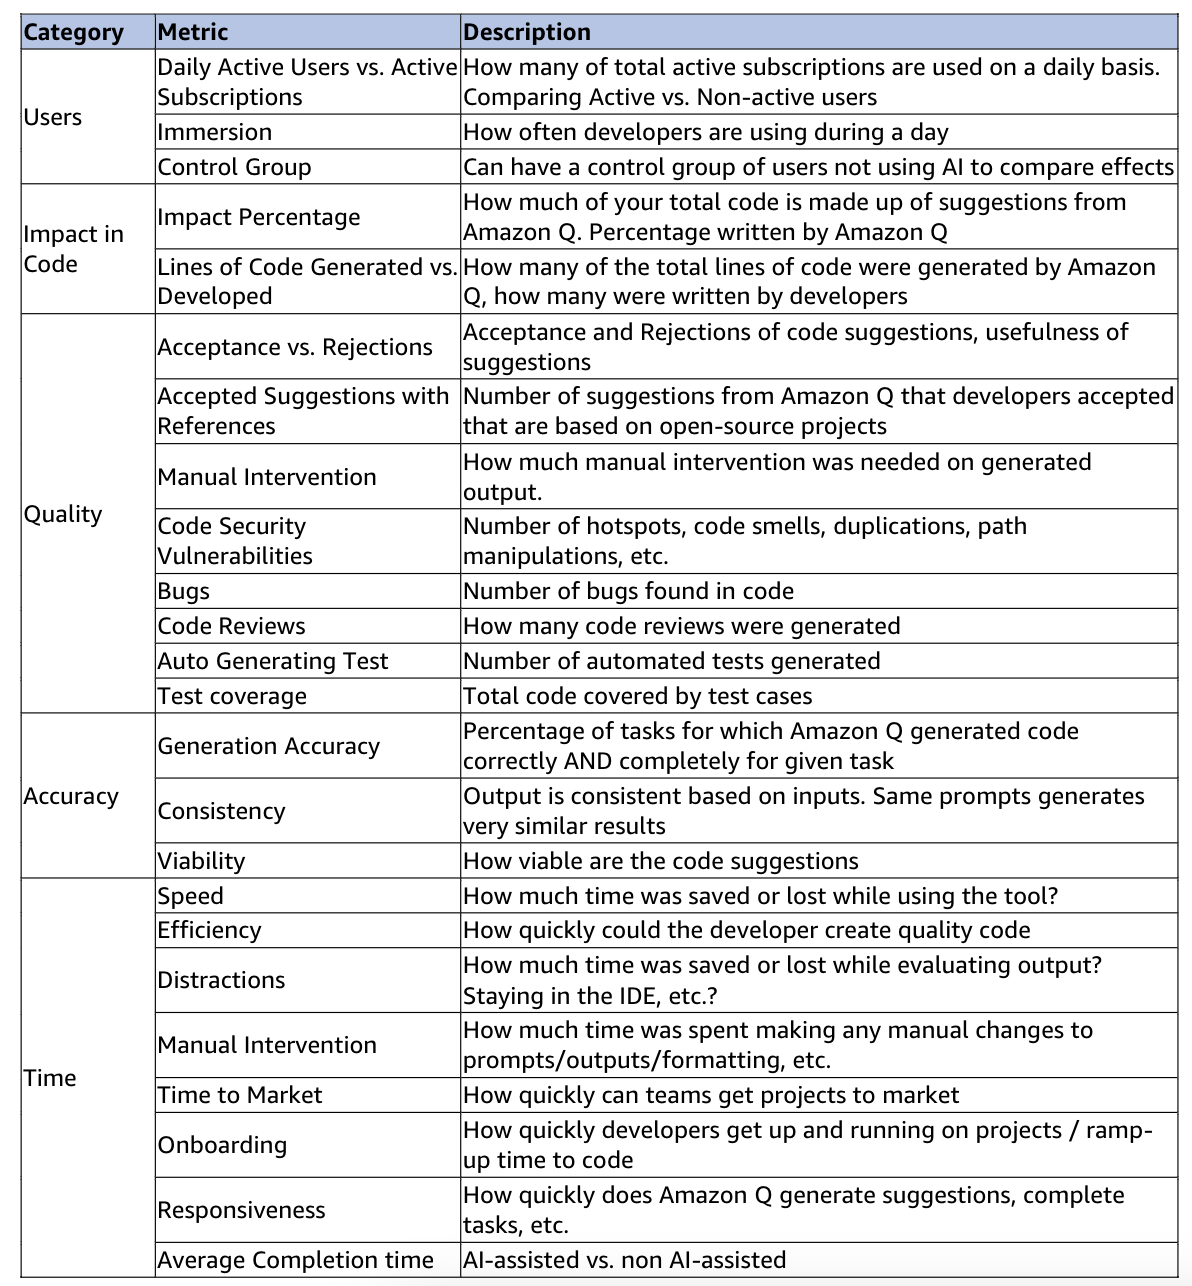 Category Metric Description
Users
Daily Active Users vs. Active
Subscriptions
How many of total active subscriptions are used on a daily basis.
Comparing Active vs. Non-active users
Immersion
How often developers are using during a day
Control Group
Can have a control group of users not using AI to compare effects
Impact in
Code
Impact Percentage
How much of your total code is made up of suggestions from
Amazon Q. Percentage written by Amazon Q
Lines of Code Generated vs.
Developed
How many of the total lines of code were generated by Amazon
Q, how many were written by developers
Quality
Acceptance vs. Rejections
Acceptance and Rejections of code suggestions, usefulness of
suggestions
Accepted Suggestions with
References
Number of suggestions from Amazon Q that developers accepted
that are based on open-source projects
Manual Intervention
How much manual intervention was needed on generated
output.
Code Security
Vulnerabilities
Number of hotspots, code smells, duplications, path
manipulations, etc.
Bugs
Number of bugs found in code
Code Reviews
How many code reviews were generated
Auto Generating Test
Number of automated tests generated
Test coverage
Total code covered by test cases
Accuracy
Generation Accuracy
Percentage of tasks for which Amazon Q generated code
correctly AND completely for given task
Consistency
Output is consistent based on inputs. Same prompts generates
very similar results
Viability
How viable are the code suggestions
Time
Speed
How much time was saved or lost while using the tool?
Efficiency
How quickly could the developer create quality code
Distractions
How much time was saved or lost while evaluating output?
Staying in the IDE, etc.?
Manual Intervention
How much time was spent making any manual changes to
prompts/outputs/formatting, etc.
Time to Market
How quickly can teams get projects to market
Onboarding
How quickly developers get up and running on projects / ramp-
up time to code
Responsiveness
How quickly does Amazon Q generate suggestions, complete
tasks, etc.
Average Completion time
AI-assisted vs. non AI-assisted